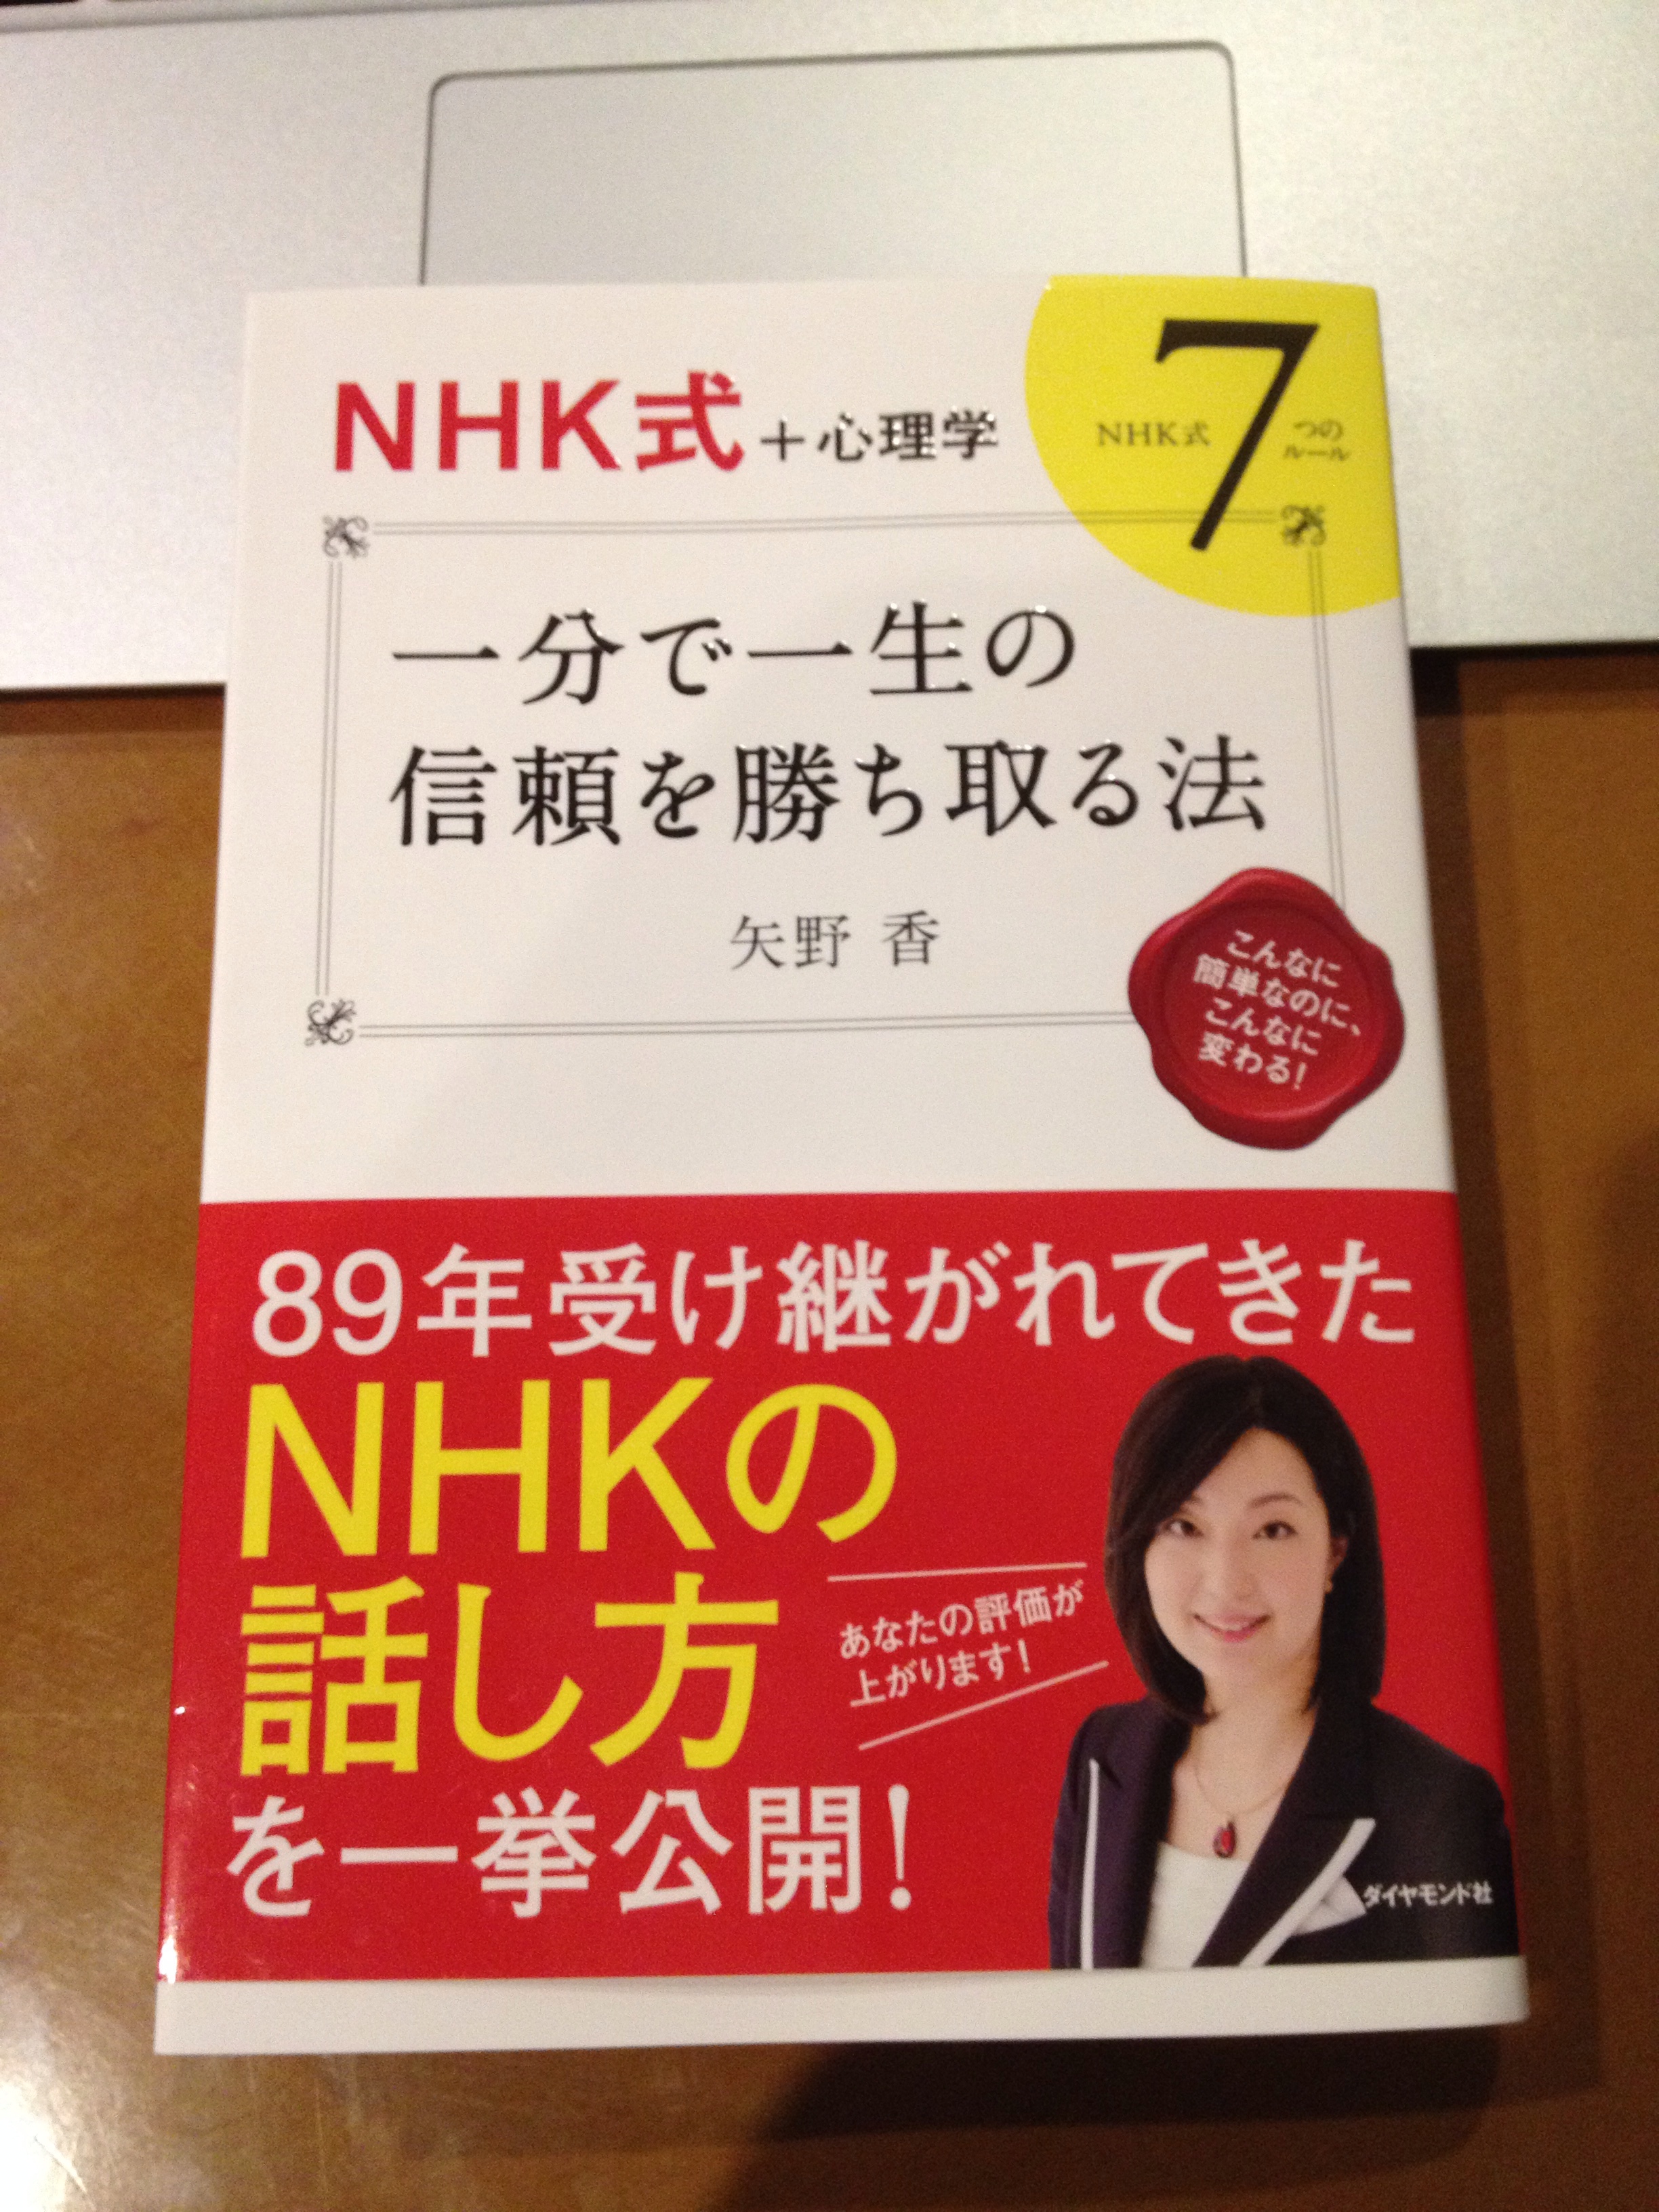 NHK式+心理学
NHK式
7
つの
ルール
一分で一生の
信頼を勝ち取る法
矢野 香
こんなに
簡単なのに、
こんなに
変わる!
89年受け継がれてきた
NHKの
話し方
を一挙公開!
あなたの評価が
上がります!
ダイヤモンド社